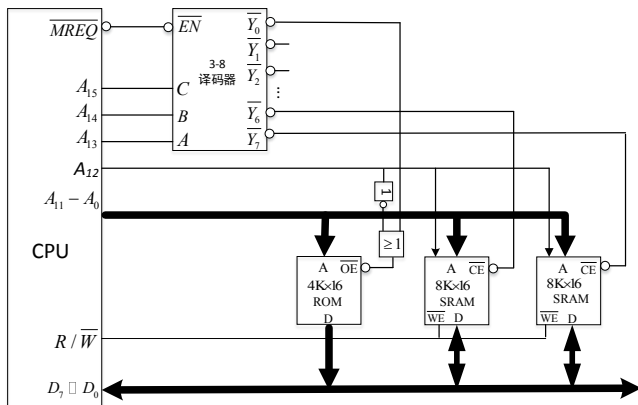 MREQ
EN
Y0
3-8
译码器
Y1
Y2
...
A15
C
A14
B
Y6
A13
A
Y7
A12
1
A11 − A0
CPU
≥1
A
OE
4K×16
ROM
D
A
CE
8K×16
SRAM
WE
D
A
CE
8K×16
SRAM
WE
D
R / W
D7 □ D0